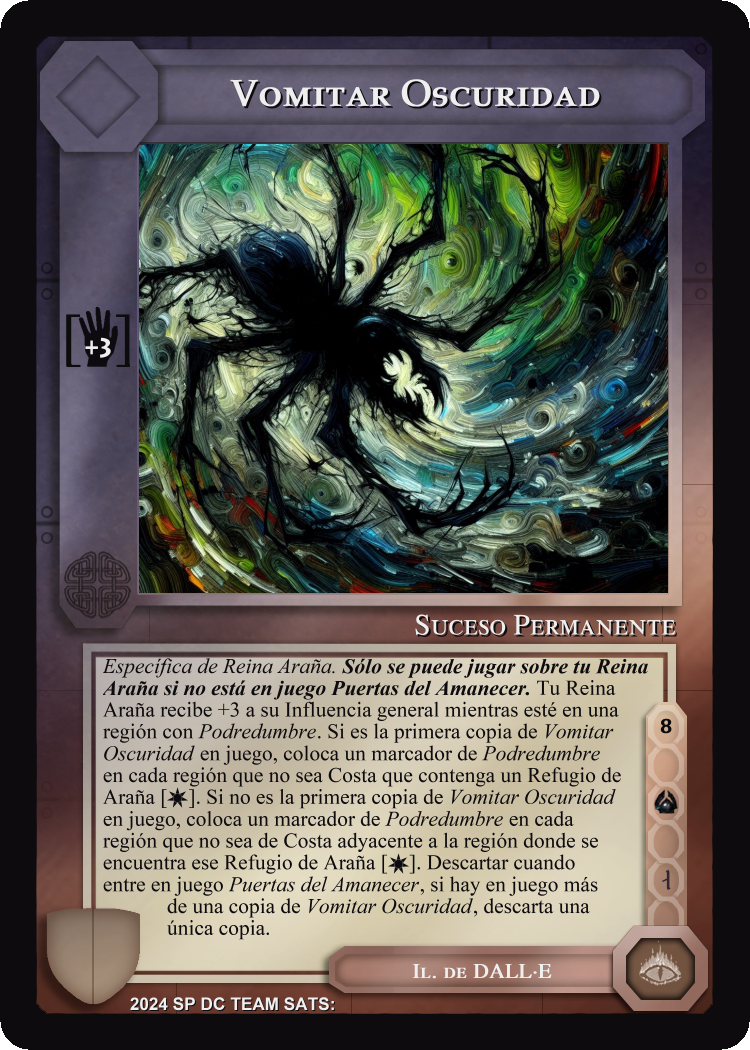 Vomitar Oscuridad
[+3]
Suceso Permanente
Específica de Reina Araña. Sólo se puede jugar sobre tu Reina
Araña si no está en juego Puertas del Amanecer. Tu Reina
Araña recibe +3 a su Influencia general mientras esté en una
región con Podredumbre. Si es la primera copia de Vomitar
Oscuridad en juego, coloca un marcador de Podredumbre
en cada región que no sea Costa que contenga un Refugio de
Araña [✷]. Si no es la primera copia de Vomitar Oscuridad
en juego, coloca un marcador de Podredumbre en cada
región que no sea de Costa adyacente a la región donde se
encuentra ese Refugio de Araña [✷]. Descartar cuando
entre en juego Puertas del Amanecer, si hay en juego más
de una copia de Vomitar Oscuridad, descarta una
única copia.
8
Il. de DALL·E
2024 SP DC TEAM SATS: